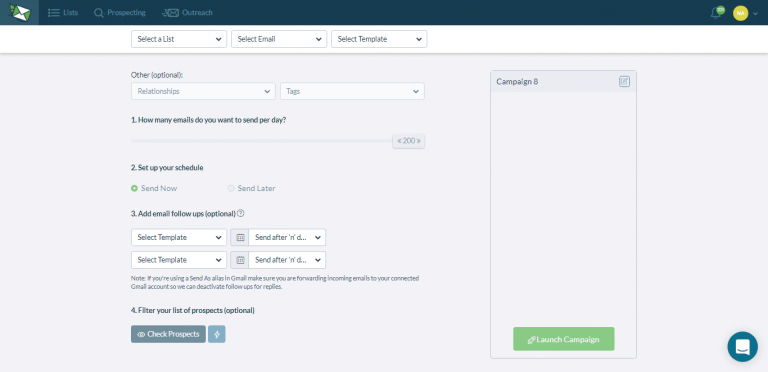 Lists Prospecting Outreach NA
Select a List Select Email Select Template
Other (optional):
Relationships Tags
Campaign 8
1. How many emails do you want to send per day?
« 200 »
2. Set up your schedule
Send Now Send Later
3. Add email follow ups (optional) ?
Select Template Send after 'n' d...
Select Template Send after 'n' d...
Note: If you're using a Send As alias in Gmail make sure you are forwarding incoming emails to your connected
Gmail account so we can deactivate follow ups for replies.
4. Filter your list of prospects (optional)
Check Prospects
Launch Campaign